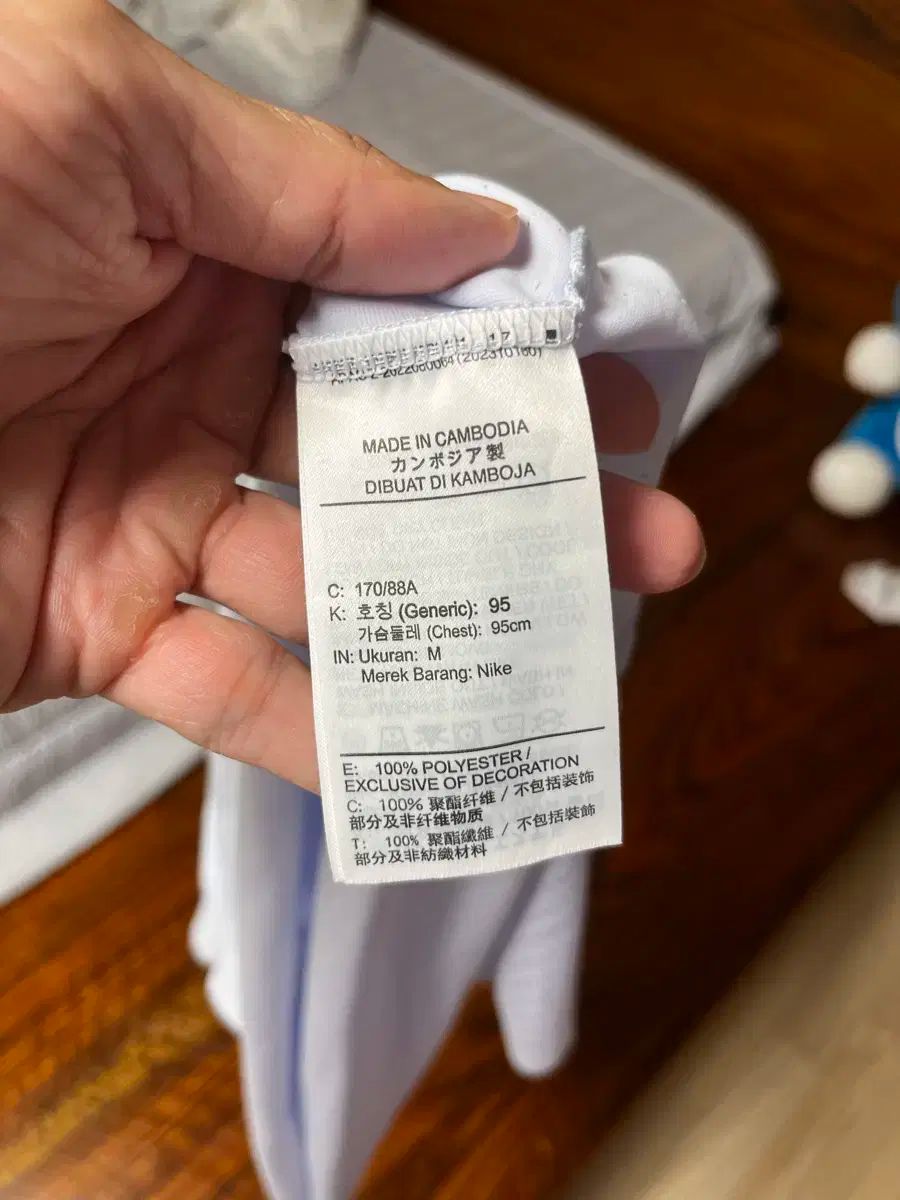 (20231016)
MADE IN CAMBODIA
カンボジア製
DIBUAT DI KAMBOJA
C: 170/88A
K: 호칭 (Generic): 95
가슴둘레 (Chest): 95cm
IN: Ukuran: M
Merek Barang: Nike
E: 100% POLYESTER /
EXCLUSIVE OF DECORATION
C: 100% 聚酯纤维 / 不包括装饰
部分及非纤维物质
T: 100% 聚酯纖維 / 不包括裝飾
部分及非紡織材料